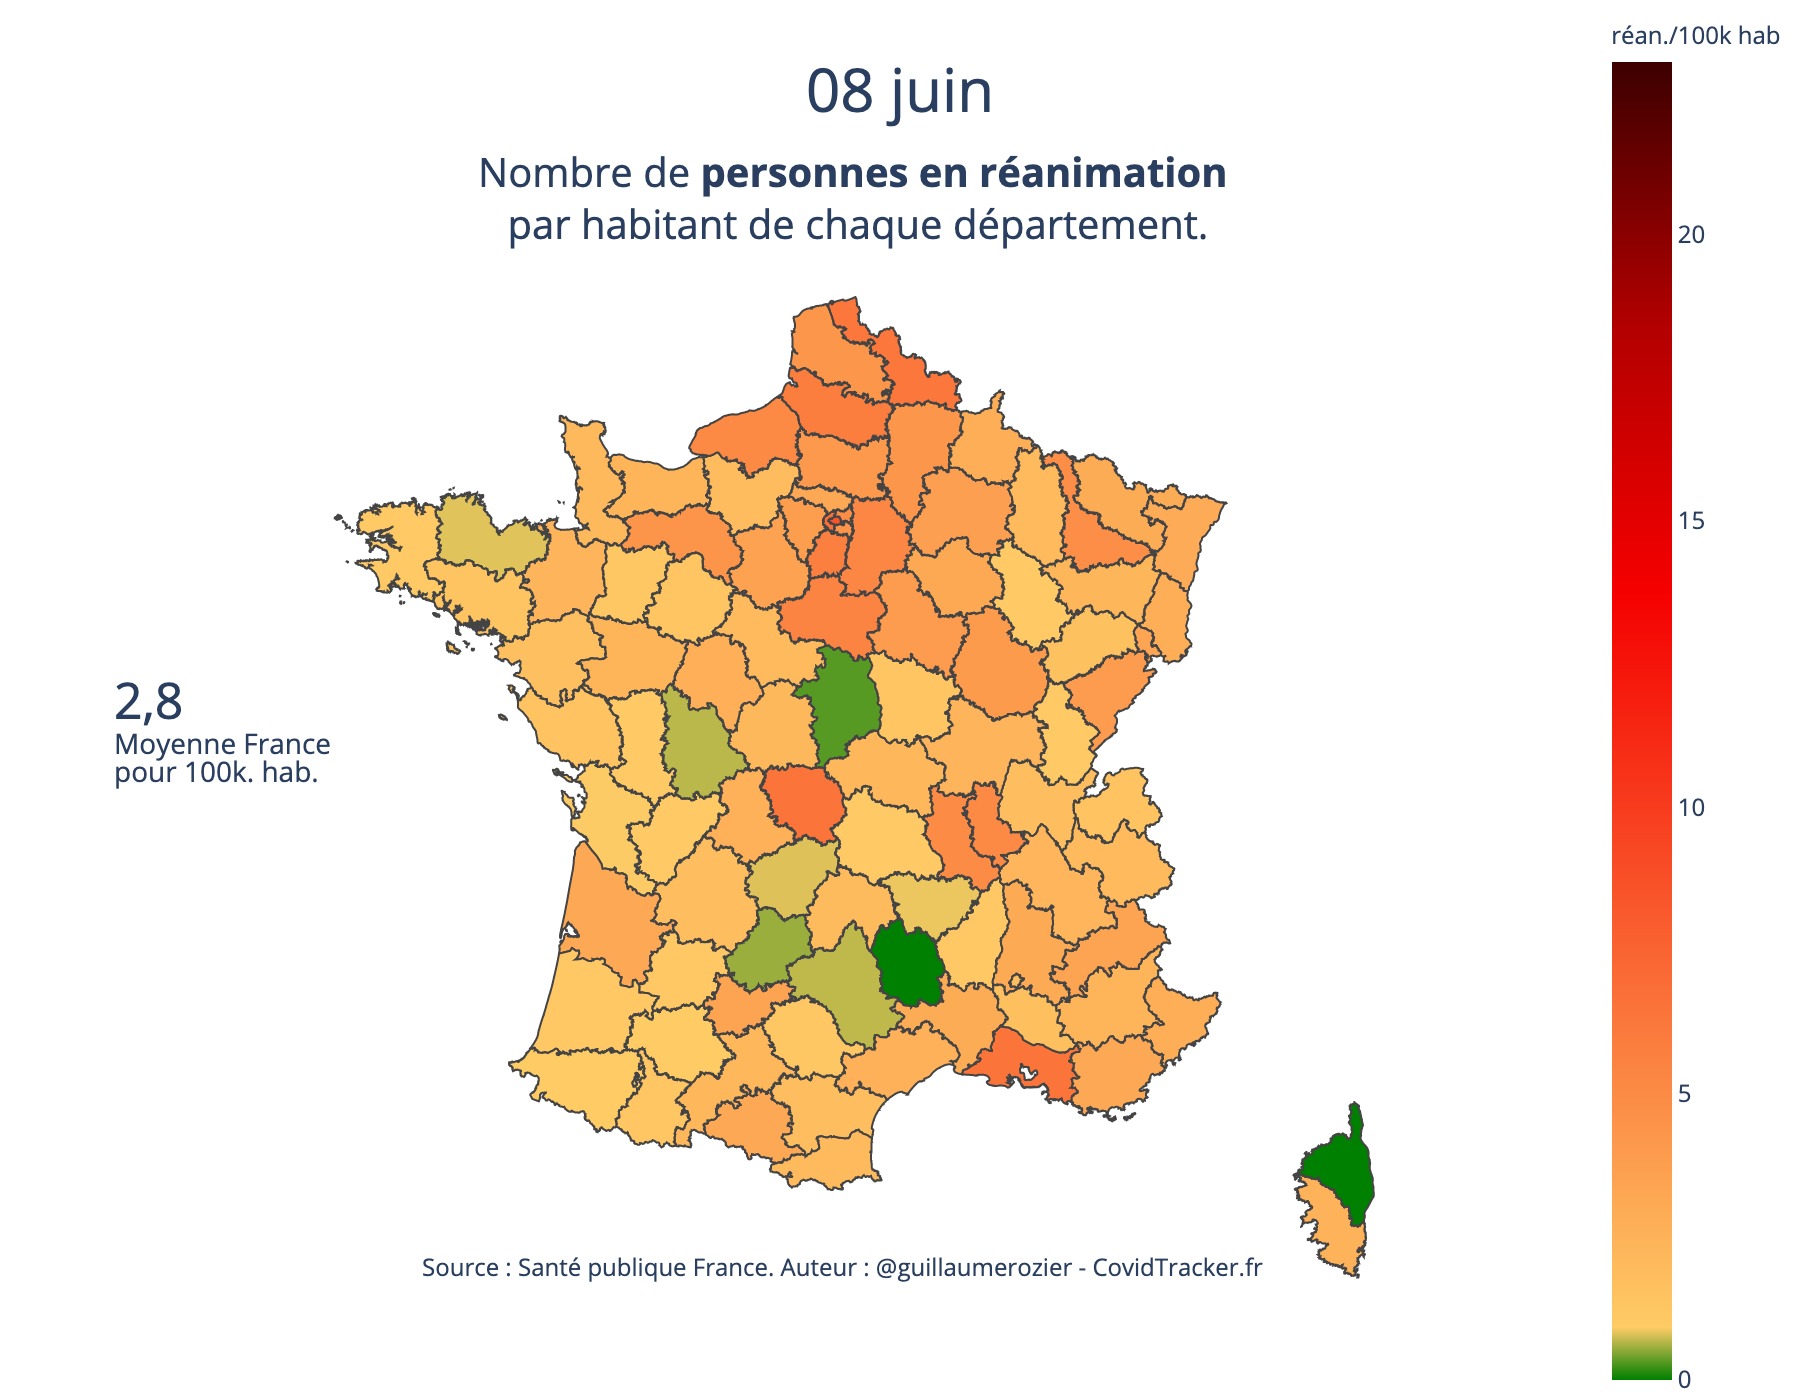 réan./100k hab
08 juin
Nombre de personnes en réanimation
par habitant de chaque département.
20
15
10
5
0
2,8
Moyenne France
pour 100k. hab.
Source : Santé publique France. Auteur : @guillaumerozier - CovidTracker.fr